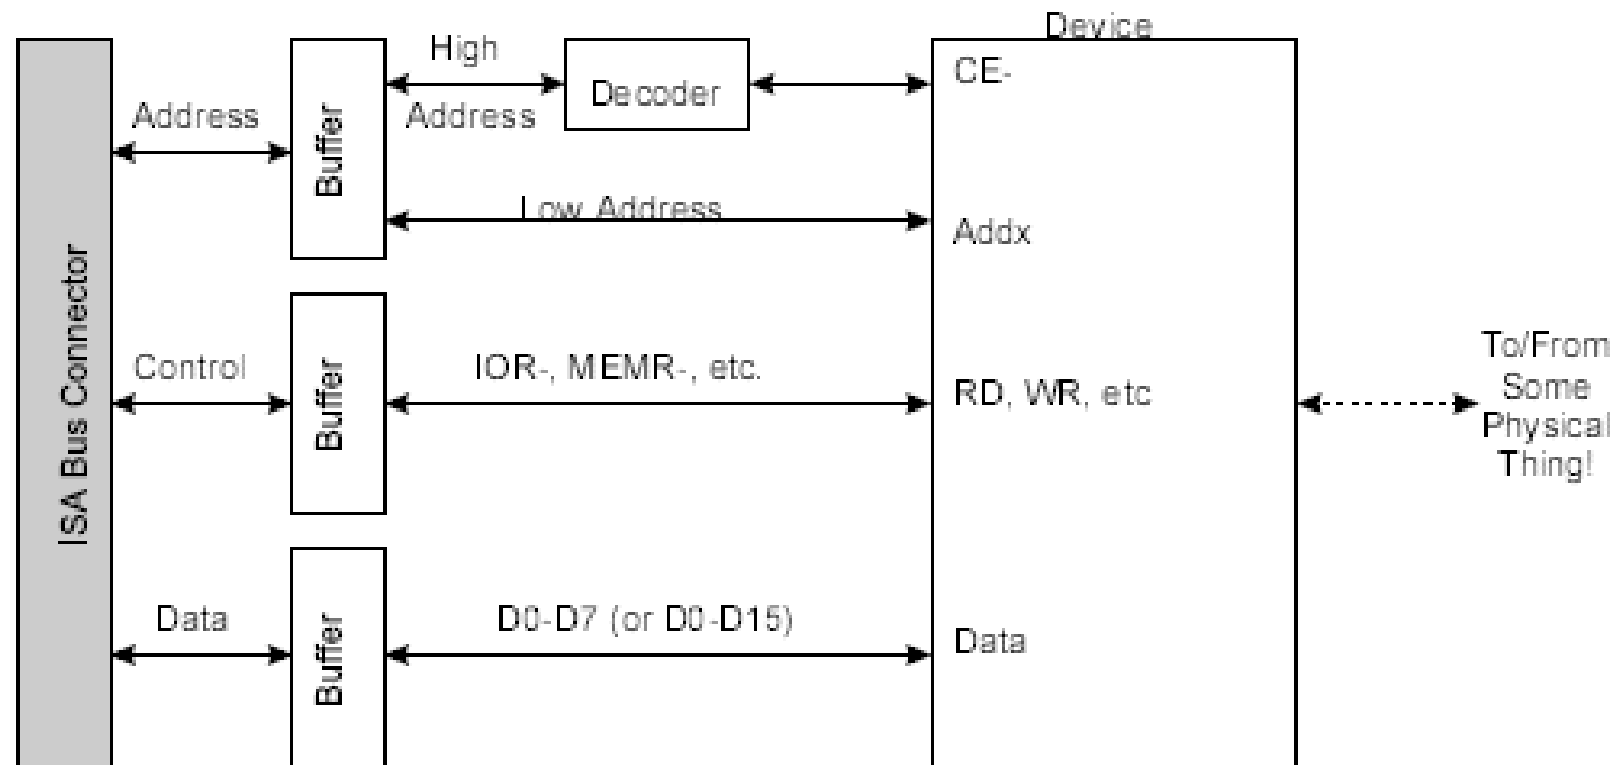 Device
High
Address
Decoder
CE-
Address
Buffer
Low Address
Addx
ISA Bus Connector
Control
Buffer
IOR-, MEMR-, etc.
RD, WR, etc
To/From
Some
Physical
Thing!
Data
Buffer
D0-D7 (or D0-D15)
Data